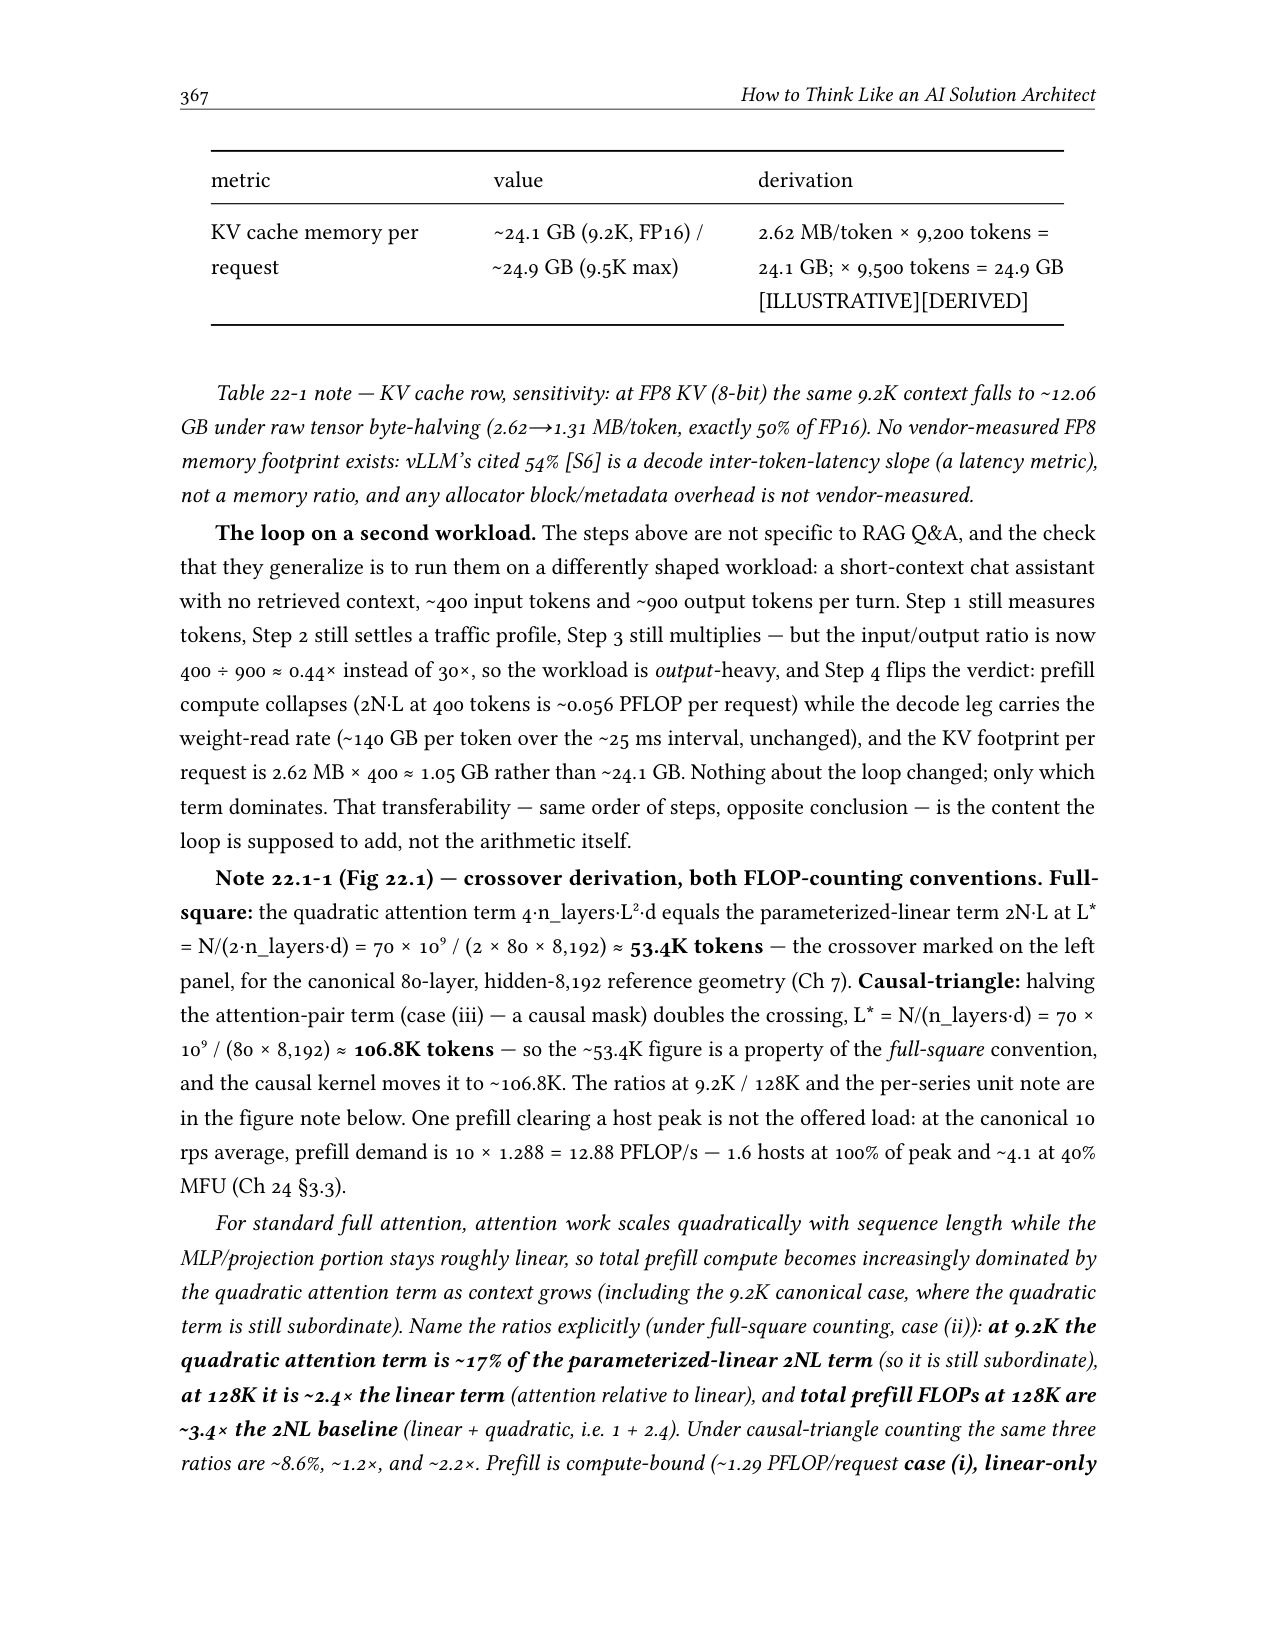 367
How to Think Like an AI Solution Architect
metric value derivation
KV cache memory per ~24.1 GB (9.2K, FP16) / 2.62 MB/token × 9,200 tokens =
request ~24.9 GB (9.5K max) 24.1 GB; × 9,500 tokens = 24.9 GB
[ILLUSTRATIVE][DERIVED]
Table 22-1 note — KV cache row, sensitivity: at FP8 KV (8-bit) the same 9.2K context falls to ~12.06
GB under raw tensor byte-halving (2.62→1.31 MB/token, exactly 50% of FP16). No vendor-measured FP8
memory footprint exists: vLLM's cited 54% [S6] is a decode inter-token-latency slope (a latency metric),
not a memory ratio, and any allocator block/metadata overhead is not vendor-measured.
The loop on a second workload. The steps above are not specific to RAG Q&A, and the check
that they generalize is to run them on a differently shaped workload: a short-context chat assistant
with no retrieved context, ~400 input tokens and ~900 output tokens per turn. Step 1 still measures
tokens, Step 2 still settles a traffic profile, Step 3 still multiplies — but the input/output ratio is now
400 ÷ 900 ≈ 0.44× instead of 30×, so the workload is output-heavy, and Step 4 flips the verdict: prefill
compute collapses (2N·L at 400 tokens is ~0.056 PFLOP per request) while the decode leg carries the
weight-read rate (~140 GB per token over the ~25 ms interval, unchanged), and the KV footprint per
request is 2.62 MB × 400 ≈ 1.05 GB rather than ~24.1 GB. Nothing about the loop changed; only which
term dominates. That transferability — same order of steps, opposite conclusion — is the content the
loop is supposed to add, not the arithmetic itself.
Note 22.1-1 (Fig 22.1) — crossover derivation, both FLOP-counting conventions. Full-
square: the quadratic attention term 4·n_layers·L²·d equals the parameterized-linear term 2N·L at L*
= N/(2·n_layers·d) = 70 × 10⁹ / (2 × 80 × 8,192) ≈ 53.4K tokens — the crossover marked on the left
panel, for the canonical 80-layer, hidden-8,192 reference geometry (Ch 7). Causal-triangle: halving
the attention-pair term (case (iii) — a causal mask) doubles the crossing, L* = N/(n_layers·d) = 70 ×
10⁹ / (80 × 8,192) ≈ 106.8K tokens — so the ~53.4K figure is a property of the full-square convention,
and the causal kernel moves it to ~106.8K. The ratios at 9.2K / 128K and the per-series unit note are
in the figure note below. One prefill clearing a host peak is not the offered load: at the canonical 10
rps average, prefill demand is 10 × 1.288 = 12.88 PFLOP/s — 1.6 hosts at 100% of peak and ~4.1 at 40%
MFU (Ch 24 §3.3).
For standard full attention, attention work scales quadratically with sequence length while the
MLP/projection portion stays roughly linear, so total prefill compute becomes increasingly dominated by
the quadratic attention term as context grows (including the 9.2K canonical case, where the quadratic
term is still subordinate). Name the ratios explicitly (under full-square counting, case (ii)): at 9.2K the
quadratic attention term is ~17% of the parameterized-linear 2NL term (so it is still subordinate),
at 128K it is ~2.4× the linear term (attention relative to linear), and total prefill FLOPs at 128K are
~3.4× the 2NL baseline (linear + quadratic, i.e. 1 + 2.4). Under causal-triangle counting the same three
ratios are ~8.6%, ~1.2×, and ~2.2×. Prefill is compute-bound (~1.29 PFLOP/request case (i), linear-only